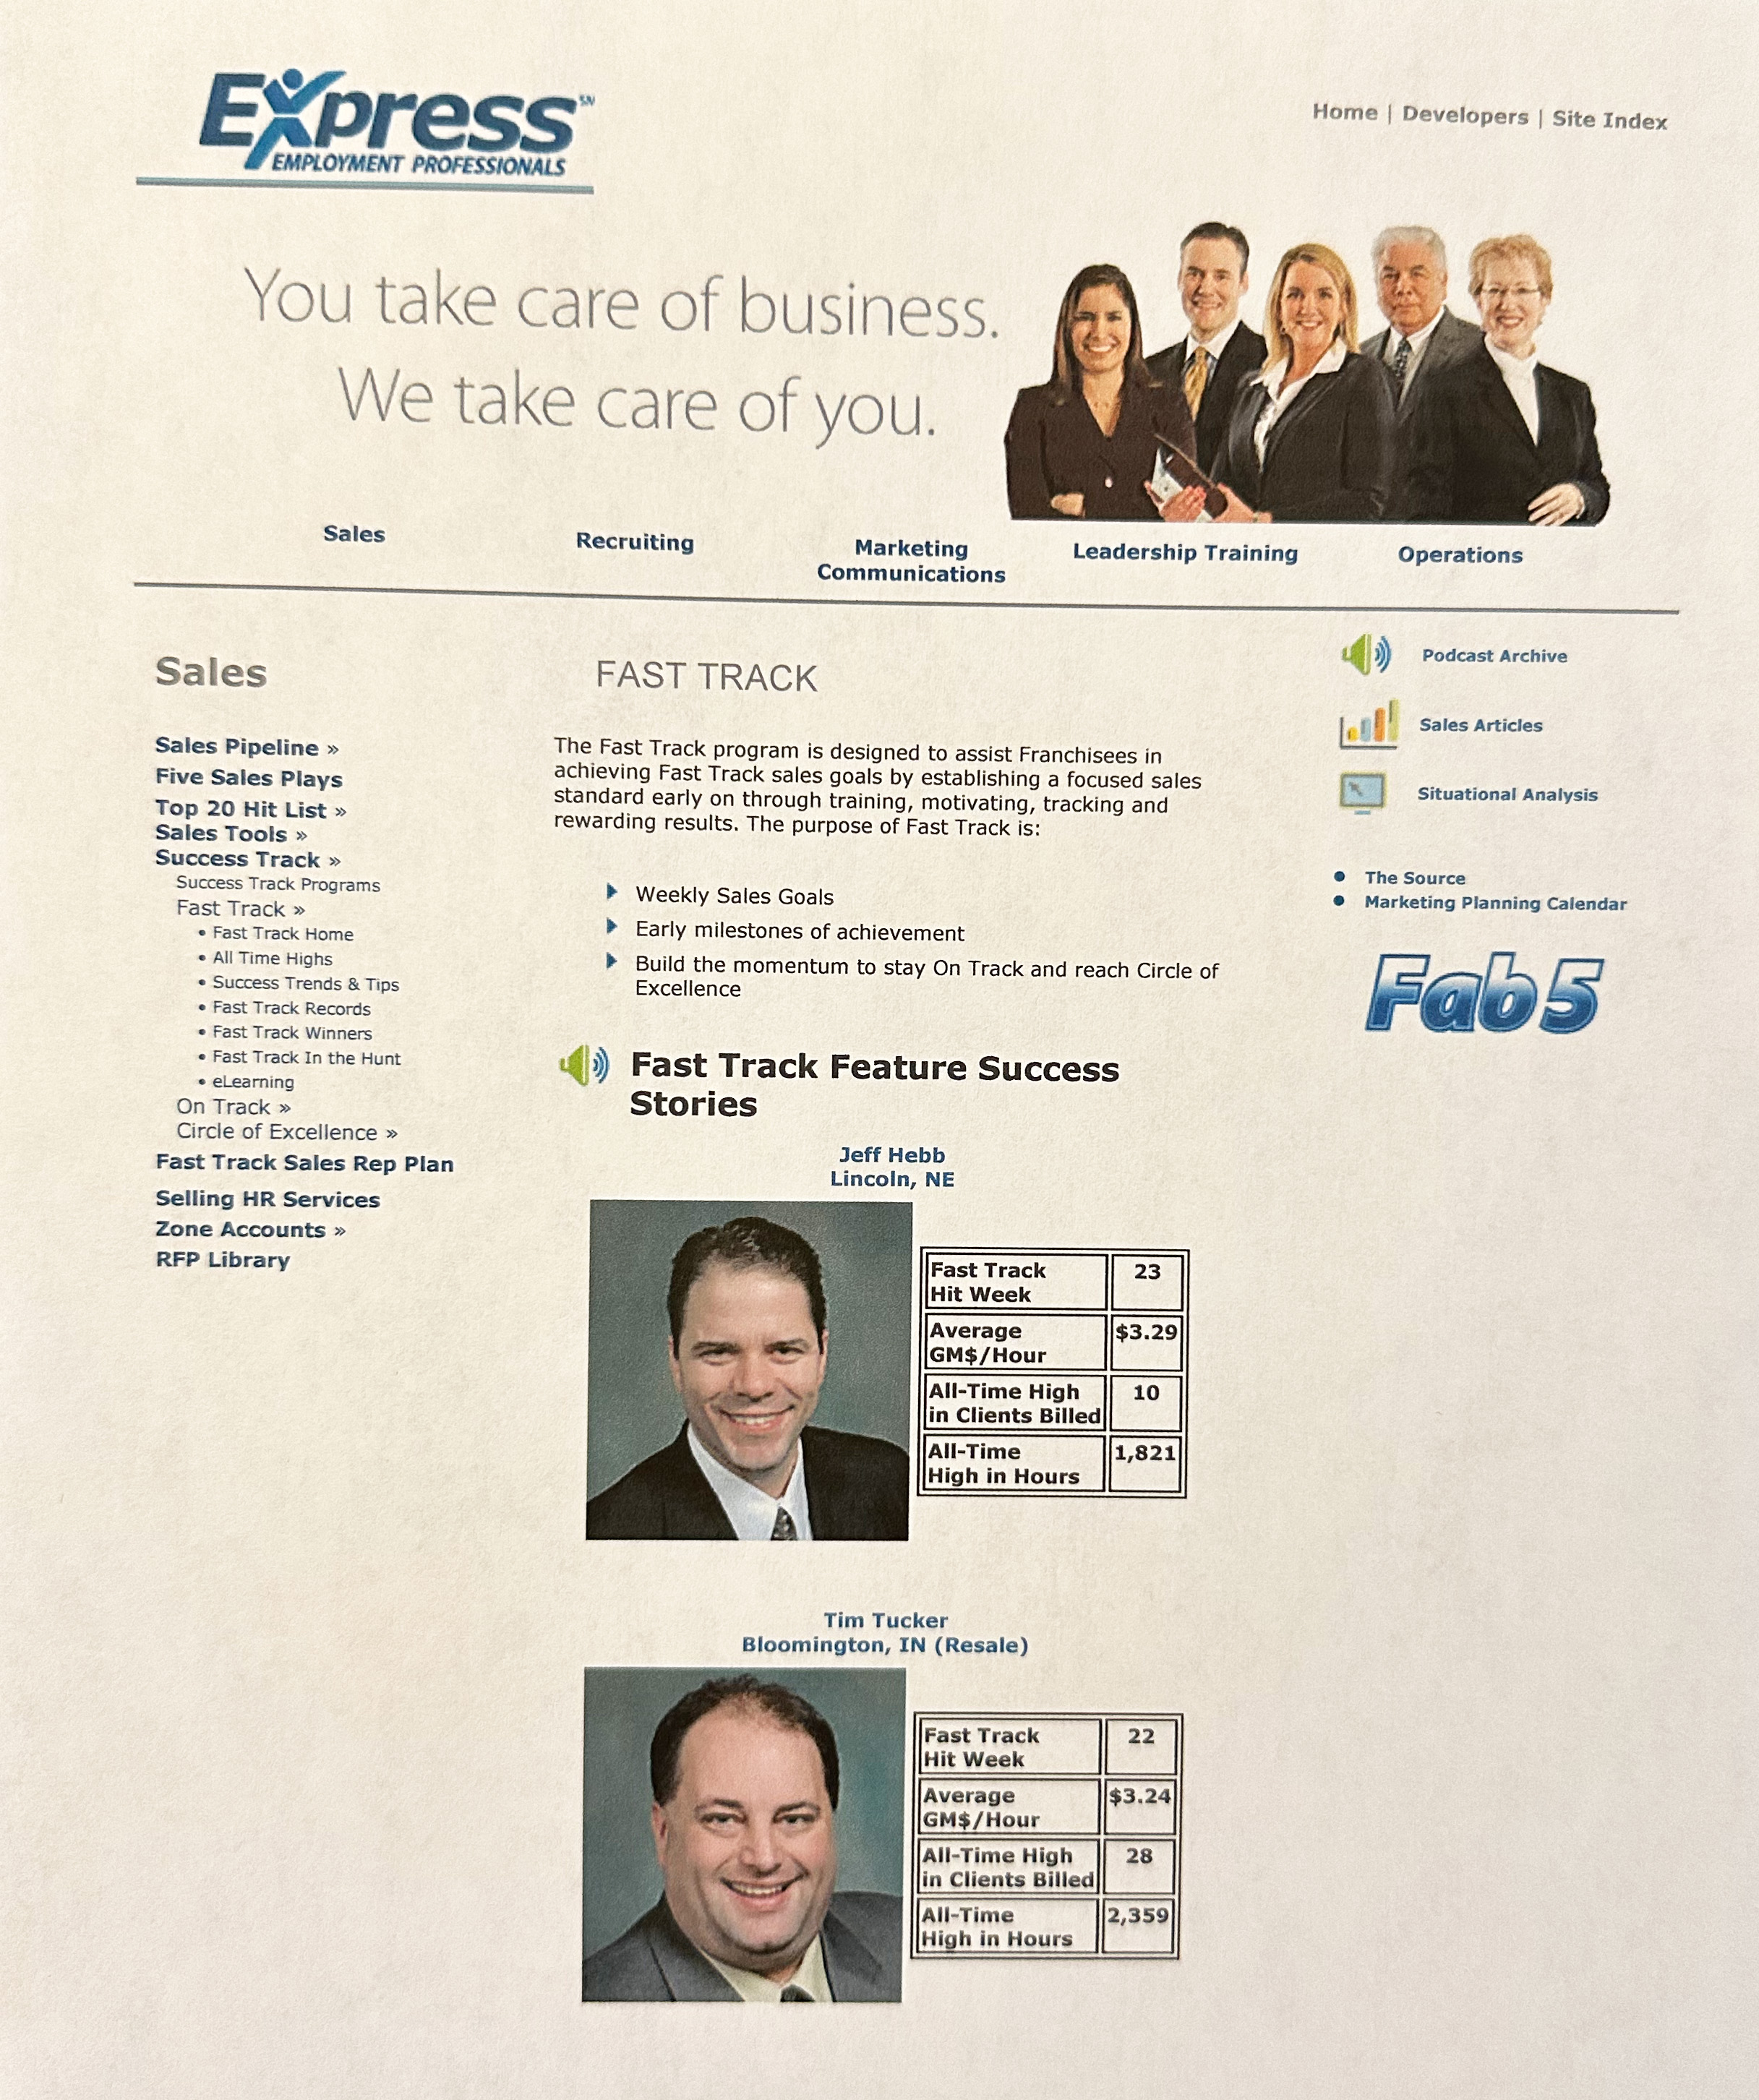 Express℠
EMPLOYMENT PROFESSIONALS
Home | Developers | Site Index
You take care of business.
We take care of you.
Sales
Recruiting
Marketing
Communications
Leadership Training
Operations
Sales
Sales Pipeline »
Five Sales Plays
Top 20 Hit List »
Sales Tools »
Success Track »
Success Track Programs
Fast Track »
• Fast Track Home
• All Time Highs
• Success Trends & Tips
• Fast Track Records
• Fast Track Winners
• Fast Track In the Hunt
• eLearning
On Track »
Circle of Excellence »
Fast Track Sales Rep Plan
Selling HR Services
Zone Accounts »
RFP Library
FAST TRACK
The Fast Track program is designed to assist Franchisees in
achieving Fast Track sales goals by establishing a focused sales
standard early on through training, motivating, tracking and
rewarding results. The purpose of Fast Track is:
Weekly Sales Goals
Early milestones of achievement
Build the momentum to stay On Track and reach Circle of
Excellence
Fast Track Feature Success
Stories
Jeff Hebb
Lincoln, NE
Fast Track
Hit Week
23
Average
GM$/Hour
$3.29
All-Time High
in Clients Billed
10
All-Time
High in Hours
1,821
Tim Tucker
Bloomington, IN (Resale)
Fast Track
Hit Week
22
Average
GM$/Hour
$3.24
All-Time High
in Clients Billed
28
All-Time
High in Hours
2,359
Podcast Archive
Sales Articles
Situational Analysis
• The Source
• Marketing Planning Calendar
Fab 5